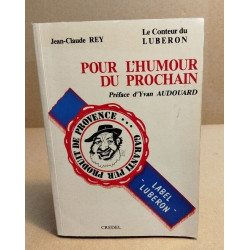 Jean-Claude REY
Le Conteur du
LUBERON
POUR L'HUMOUR
DU PROCHAIN
Préface d'Yvan AUDOUARD
GARANTI PUR PRODUIT DE PROVENCE...
"LABEL
LUBERON"